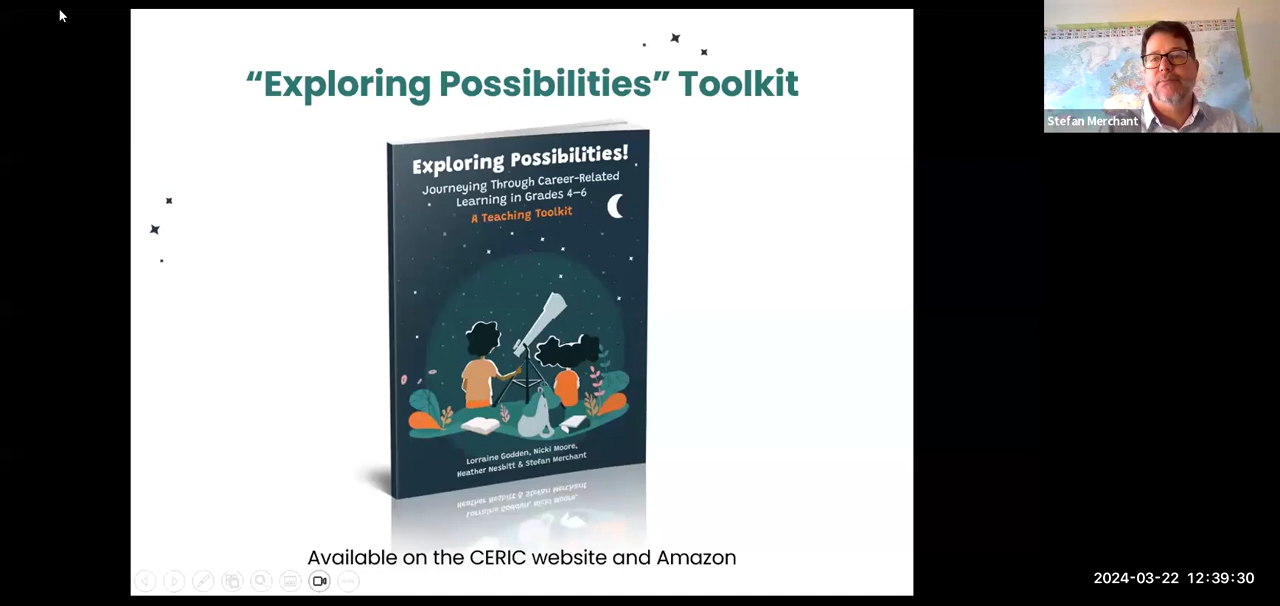 “Exploring Possibilities” Toolkit
Exploring Possibilities!
Journeying Through Career-Related
Learning in Grades 4–6
A Teaching Toolkit
Lorraine Godden, Nicki Moore,
Heather Nesbitt & Stefan Merchant
Available on the CERIC website and Amazon
Stefan Merchant
2024-03-22 12:39:30